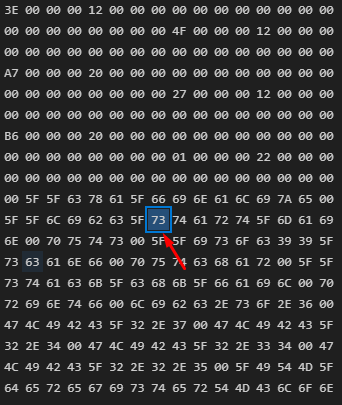 3E 00 00 00 12 00 00 00 00 00 00 00 00 00 00 00
00 00 00 00 00 00 00 00 4F 00 00 00 12 00 00 00
00 00 00 00 00 00 00 00 00 00 00 00 00 00 00 00
A7 00 00 00 20 00 00 00 00 00 00 00 00 00 00 00
00 00 00 00 00 00 00 00 27 00 00 00 12 00 00 00
00 00 00 00 00 00 00 00 00 00 00 00 00 00 00 00
B6 00 00 00 20 00 00 00 00 00 00 00 00 00 00 00
00 00 00 00 00 00 00 00 01 00 00 00 22 00 00 00
00 00 00 00 00 00 00 00 00 00 00 00 00 00 00 00
00 5F 5F 63 78 61 5F 66 69 6E 61 6C 69 7A 65 00
5F 5F 6C 69 62 63 5F 73 74 61 72 74 5F 6D 61 69
6E 00 70 75 74 73 00 5F 5F 69 73 6F 63 39 39 5F
73 63 61 6E 66 00 70 75 74 63 68 61 72 00 5F 5F
73 74 61 63 6B 5F 63 68 6B 5F 66 61 69 6C 00 70
72 69 6E 74 66 00 6C 69 62 63 2E 73 6F 2E 36 00
47 4C 49 42 43 5F 32 2E 37 00 47 4C 49 42 43 5F
32 2E 34 00 47 4C 49 42 43 5F 32 2E 33 34 00 47
4C 49 42 43 5F 32 2E 32 2E 35 00 5F 49 54 4D 5F
64 65 72 65 67 69 73 74 65 72 54 4D 43 6C 6F 6E